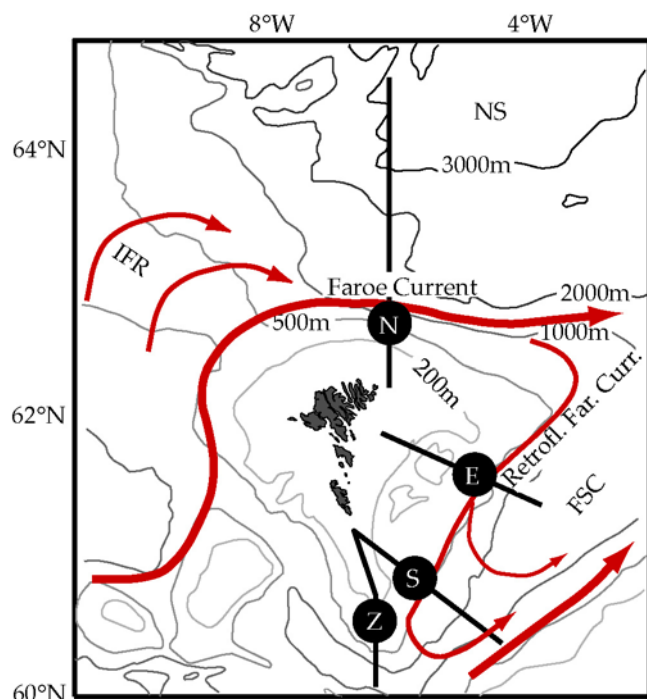 8°W 4°W
64°N
NS
3000m
IFR
Faroe Current
2000m
500m
N
1000m
200m
62°N
Retrofl. Far. Curr.
E
FSC
S
Z
60°N